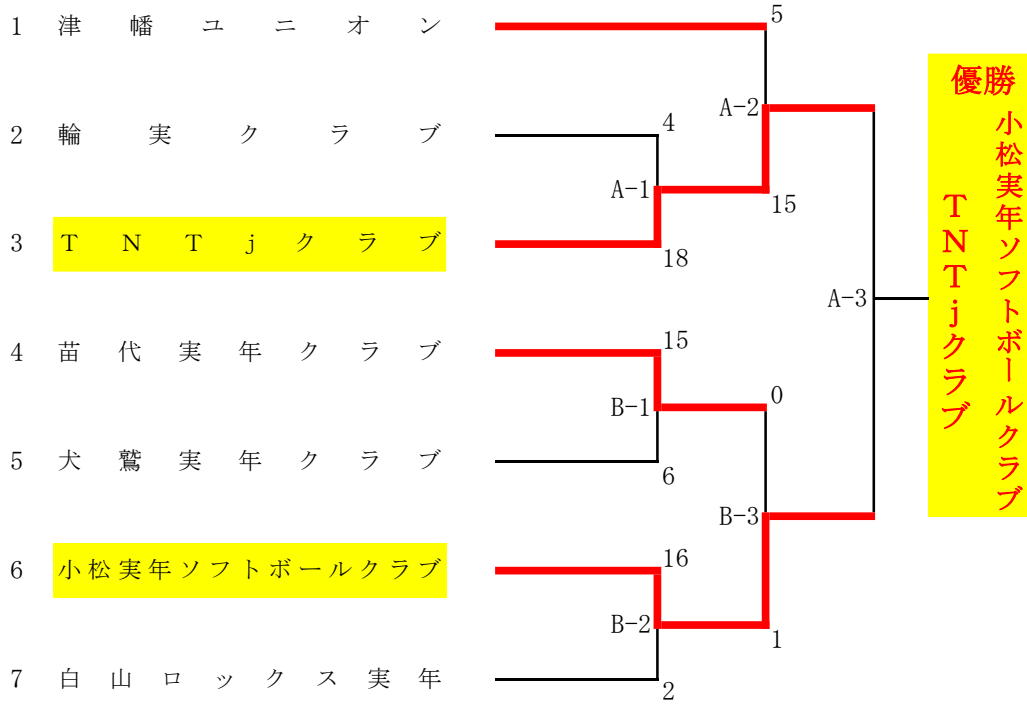 1 津幡ユニオン
5
A-2
2 輪実クラブ
4
A-1
15
3 TNTjクラブ
18
A-3
優勝
小松実年ソフトボールクラブ
TNTjクラブ
4 苗代実年クラブ
15
B-1
0
5 犬鷲実年クラブ
6
B-3
6 小松実年ソフトボールクラブ
16
B-2
1
7 白山ロックス実年
2